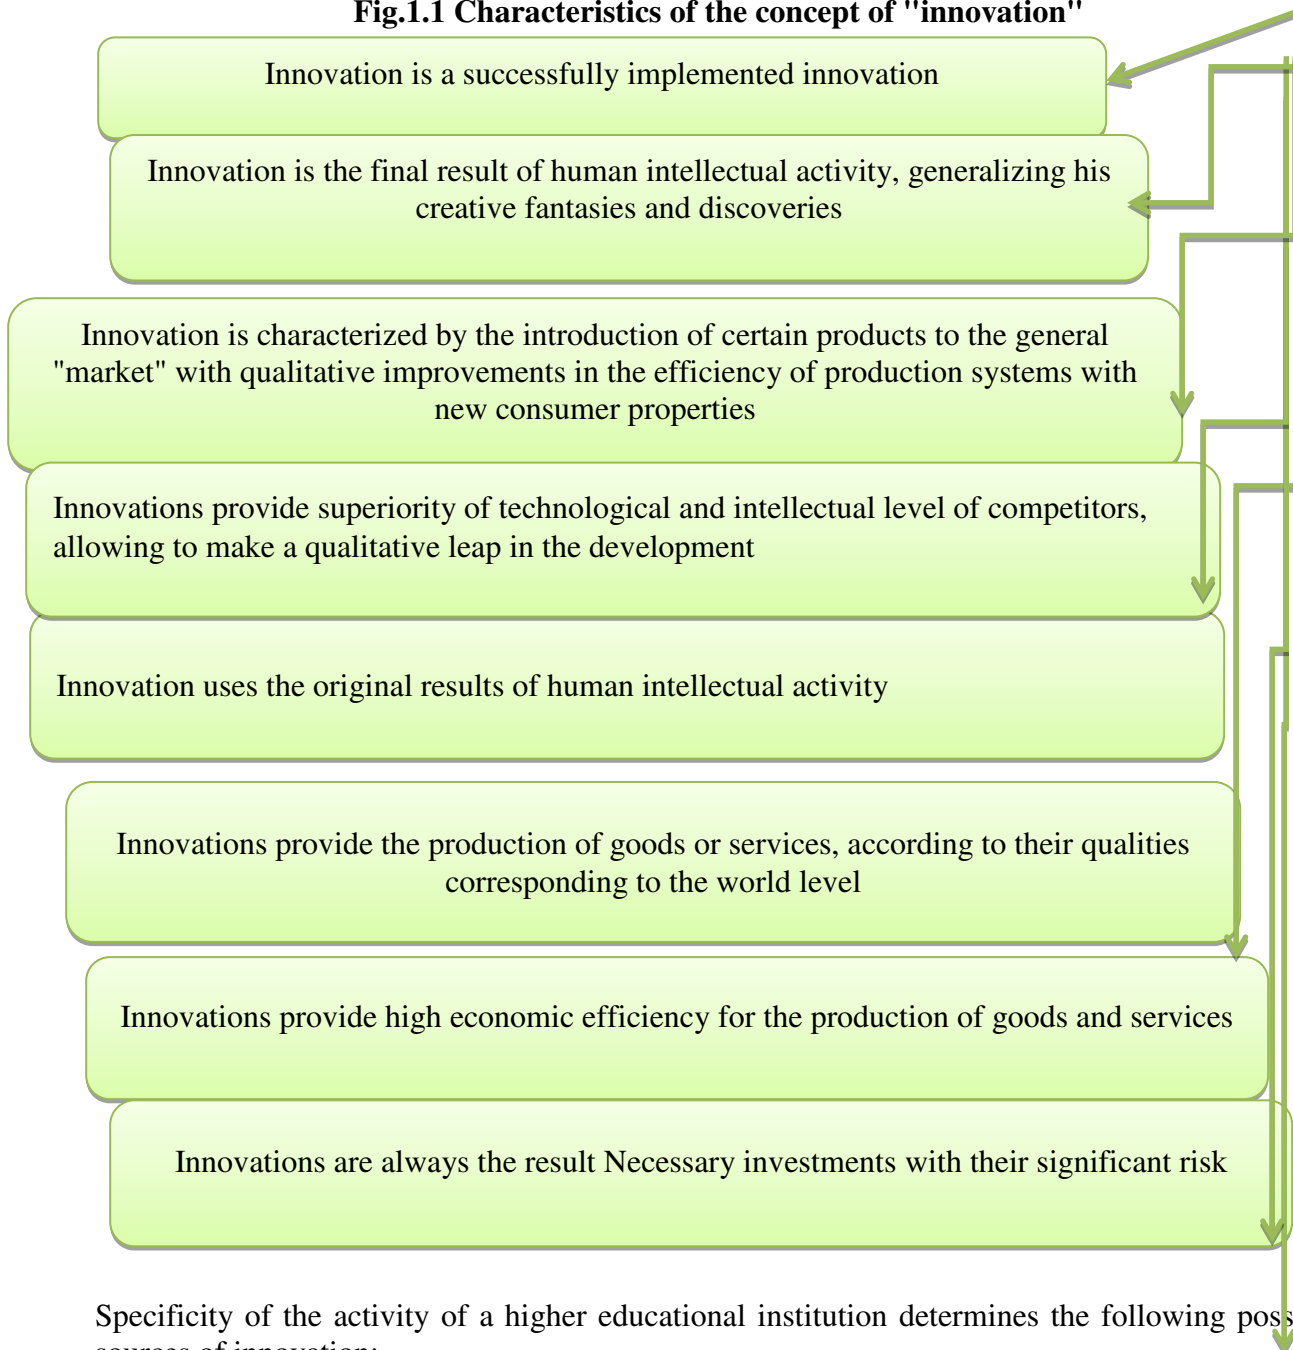 Fig.1.1 Characteristics of the concept of "innovation"
Innovation is a successfully implemented innovation
Innovation is the final result of human intellectual activity, generalizing his
creative fantasies and discoveries
Innovation is characterized by the introduction of certain products to the general
"market" with qualitative improvements in the efficiency of production systems with
new consumer properties
Innovations provide superiority of technological and intellectual level of competitors,
allowing to make a qualitative leap in the development
Innovation uses the original results of human intellectual activity
Innovations provide the production of goods or services, according to their qualities
corresponding to the world level
Innovations provide high economic efficiency for the production of goods and services
Innovations are always the result Necessary investments with their significant risk
Specificity of the activity of a higher educational institution determines the following poss
sources of innovation: